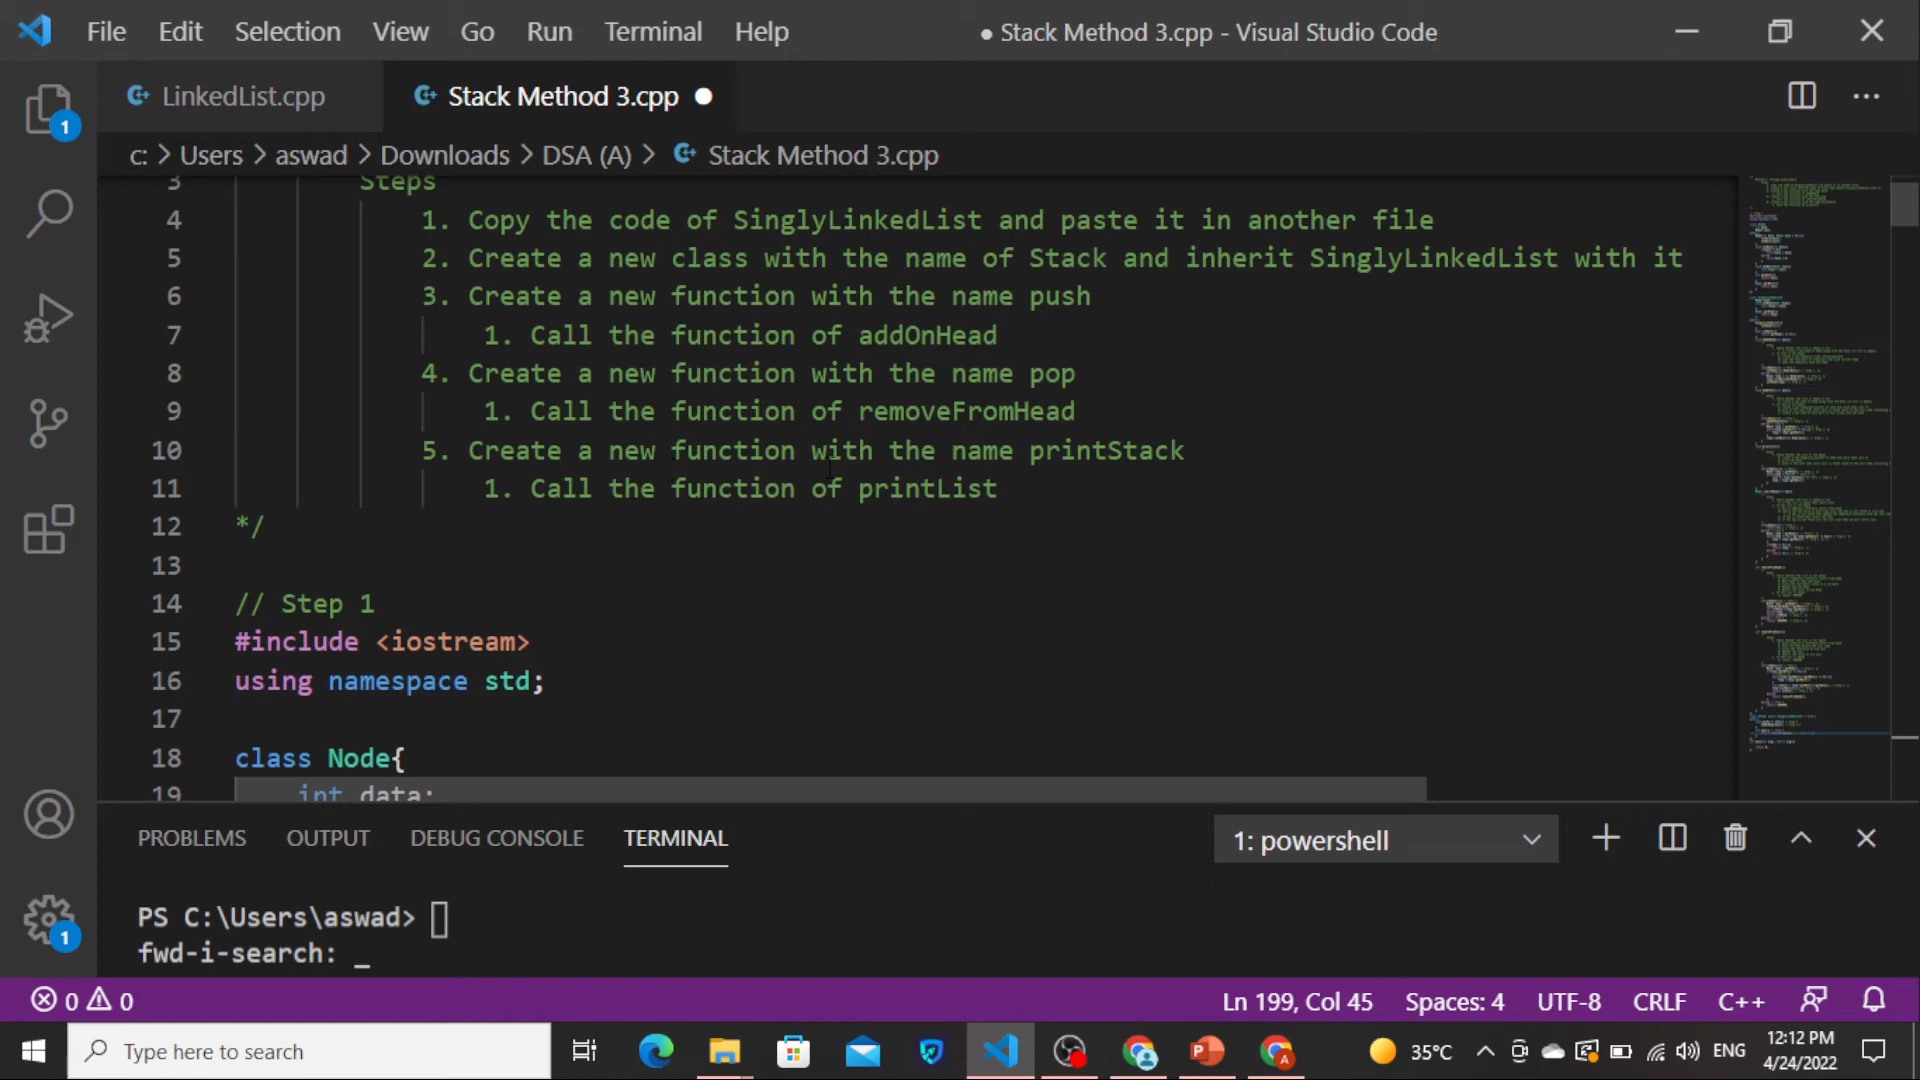 File Edit Selection View Go Run Terminal Help
● Stack Method 3.cpp - Visual Studio Code
LinkedList.cpp
Stack Method 3.cpp
c: > Users > aswad > Downloads > DSA (A) > Stack Method 3.cpp
3 Steps
4 1. Copy the code of SinglyLinkedList and paste it in another file
5 2. Create a new class with the name of Stack and inherit SinglyLinkedList with it
6 3. Create a new function with the name push
7 1. Call the function of addOnHead
8 4. Create a new function with the name pop
9 1. Call the function of removeFromHead
10 5. Create a new function with the name printStack
11 1. Call the function of printList
12 */
13
14 // Step 1
15 #include <iostream>
16 using namespace std;
17
18 class Node{
19 int data;
1
1
PROBLEMS OUTPUT DEBUG CONSOLE TERMINAL
1: powershell
PS C:\Users\aswad>
fwd-i-search: _
0 0
Ln 199, Col 45 Spaces: 4 UTF-8 CRLF C++
Type here to search
35°C
ENG
12:12 PM
4/24/2022